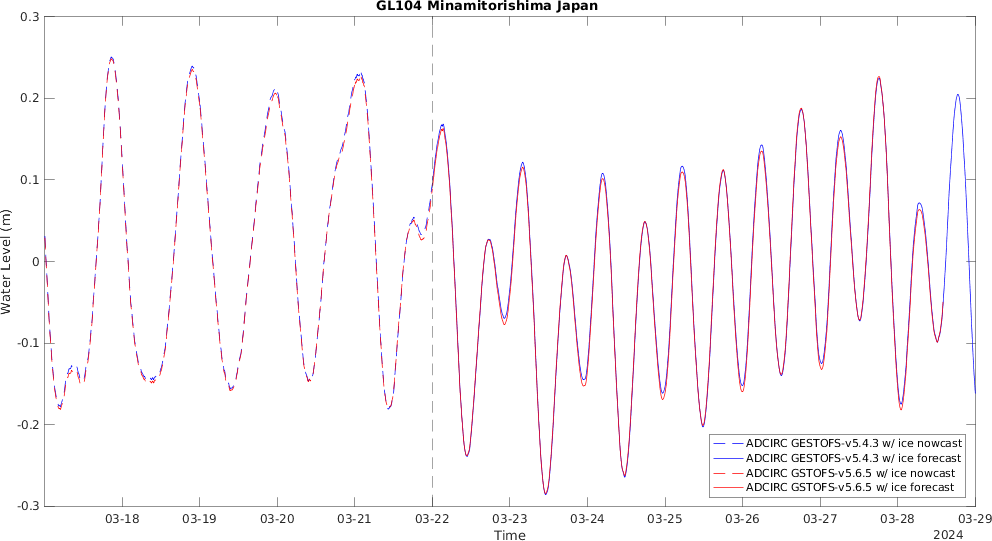 GL104 Minamitorishima Japan
0.3
0.2
0.1
0
-0.1
-0.2
-0.3
Water Level (m)
ADCIRC GESTOFS-v5.4.3 w/ ice nowcast
ADCIRC GESTOFS-v5.4.3 w/ ice forecast
ADCIRC GSTOFS-v5.6.5 w/ ice nowcast
ADCIRC GSTOFS-v5.6.5 w/ ice forecast
03-18 03-19 03-20 03-21 03-22 03-23 03-24 03-25 03-26 03-27 03-28 03-29
Time
2024